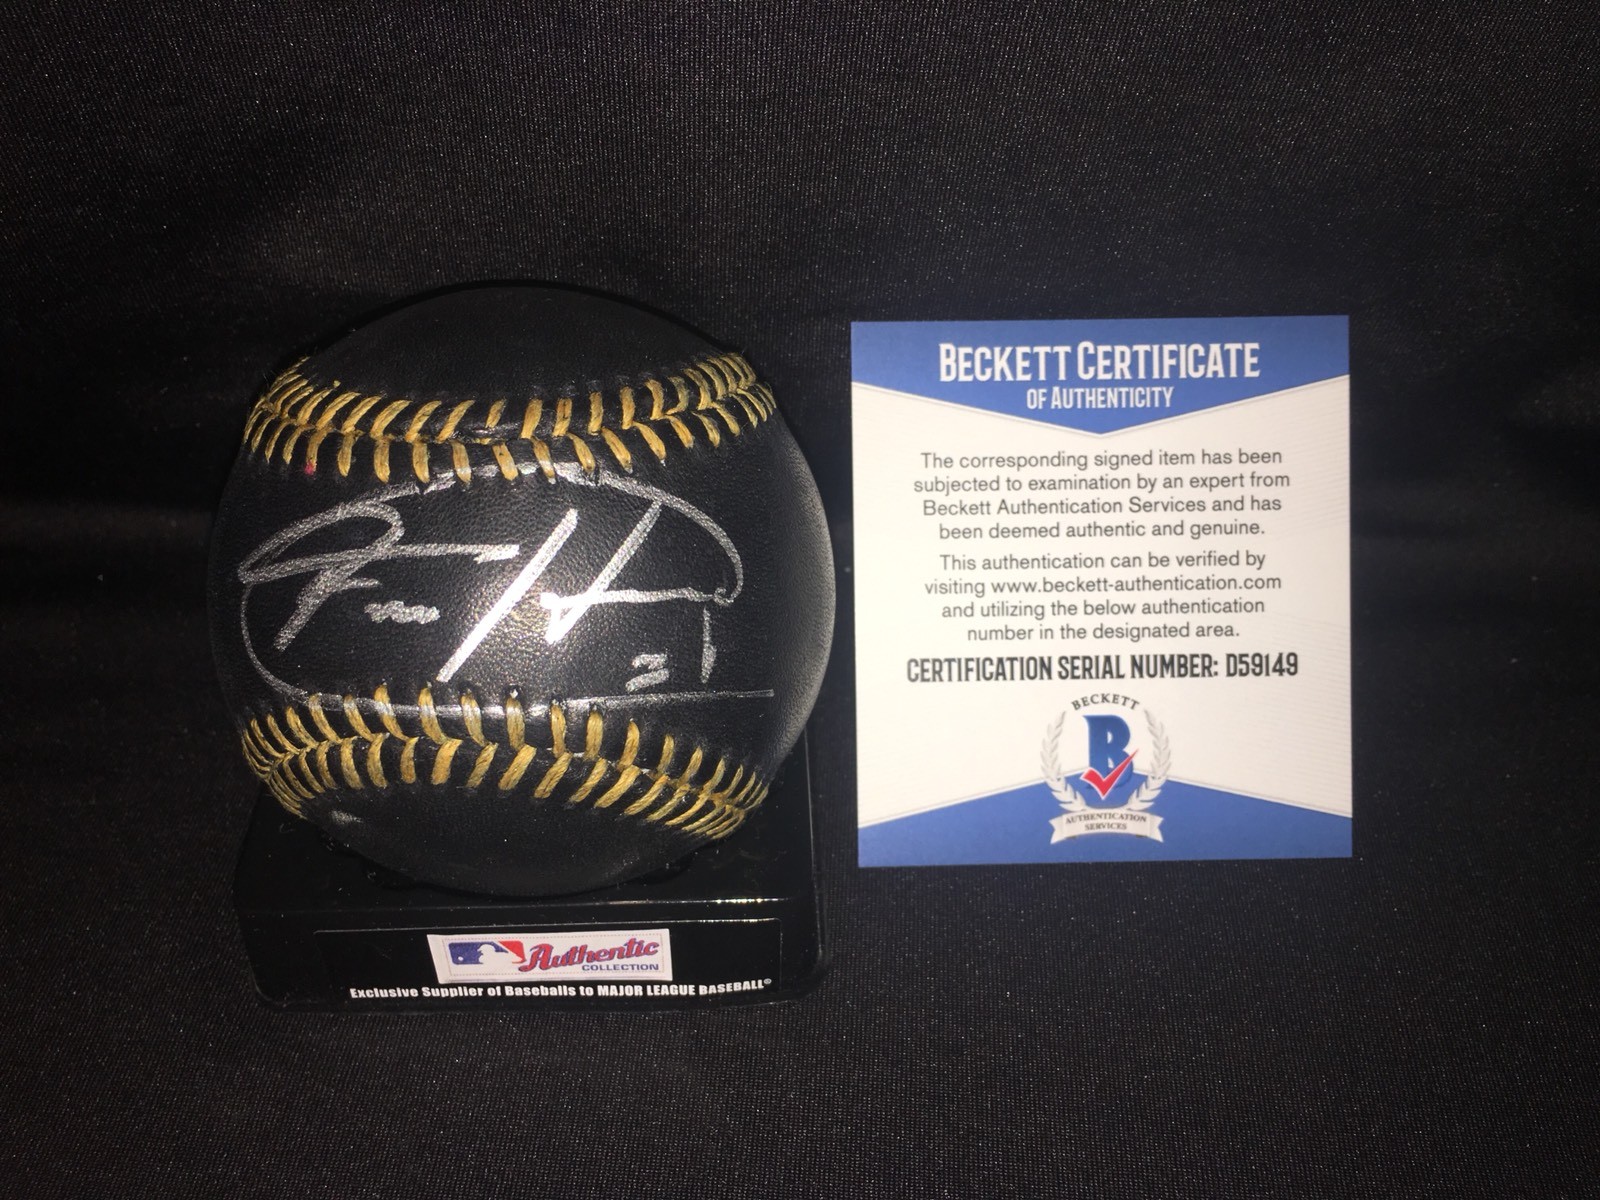 31
Authentic
COLLECTION
Exclusive Supplier of Baseballs to MAJOR LEAGUE BASEBALL®
BECKETT CERTIFICATE
OF AUTHENTICITY
The corresponding signed item has been
subjected to examination by an expert from
Beckett Authentication Services and has
been deemed authentic and genuine.
This authentication can be verified by
visiting www.beckett-authentication.com
and utilizing the below authentication
number in the designated area.
CERTIFICATION SERIAL NUMBER: D59149
BECKETT
B
AUTHENTICATION
SERVICES